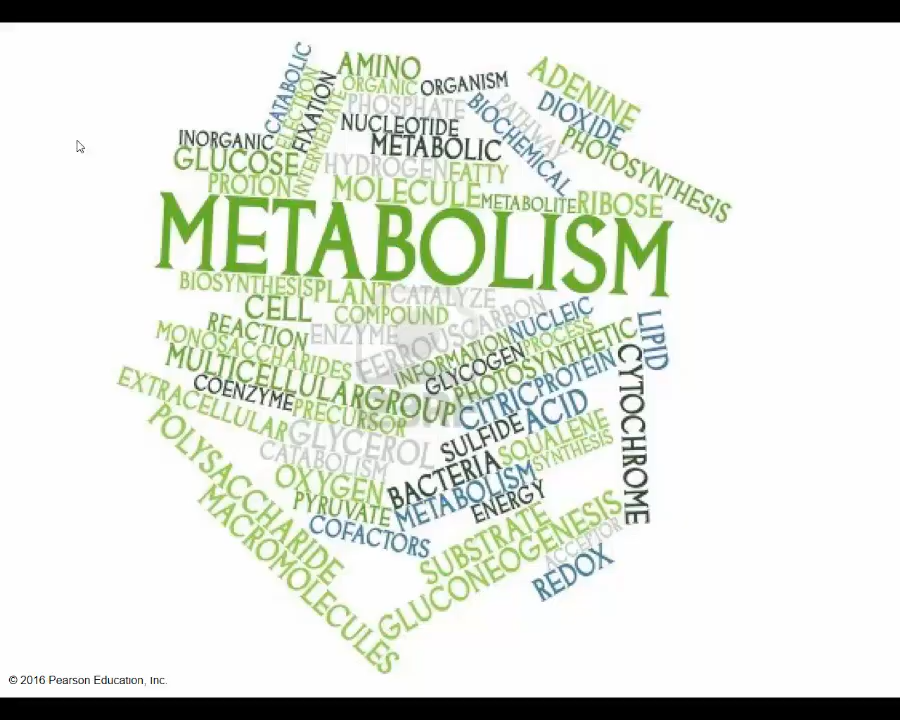 CATABOLIC
ELECTRON
FIXATION
INTERMEDIATE
AMINO
ORGANIC
ORGANISM
PHOSPHATE
NUCLEOTIDE
METABOLIC
BIOCHEMICAL
PATHWAY
ADENINE
DIOXIDE
PHOTOSYNTHESIS
INORGANIC
GLUCOSE
PROTON
HYDROGEN
FATTY
MOLECULE
METABOLITE
RIBOSE
METABOLISM
BIOSYNTHESIS
PLANT
CATALYZE
CELL
COMPOUND
REACTION
ENZYME
FERROUS
CARBON
NUCLEIC
MONOSACCHARIDES
INFORMATION
PROCESS
LIPID
MULTICELLULAR
GROUP
GLYCOGEN
PHOTOSYNTHETIC
EXTRACELLULAR
COENZYME
PRECURSOR
CITRIC
PROTEIN
CYTOCHROME
GLYCEROL
SULFIDE
ACID
CATABOLISM
SQUALENE
POLYSACCHARIDE
OXYGEN
BACTERIA
SYNTHESIS
MACROMOLECULES
PYRUVATE
METABOLISM
ENERGY
COFACTORS
SUBSTRATE
GLUCONEOGENESIS
ACCEPTOR
REDOX
© 2016 Pearson Education, Inc.